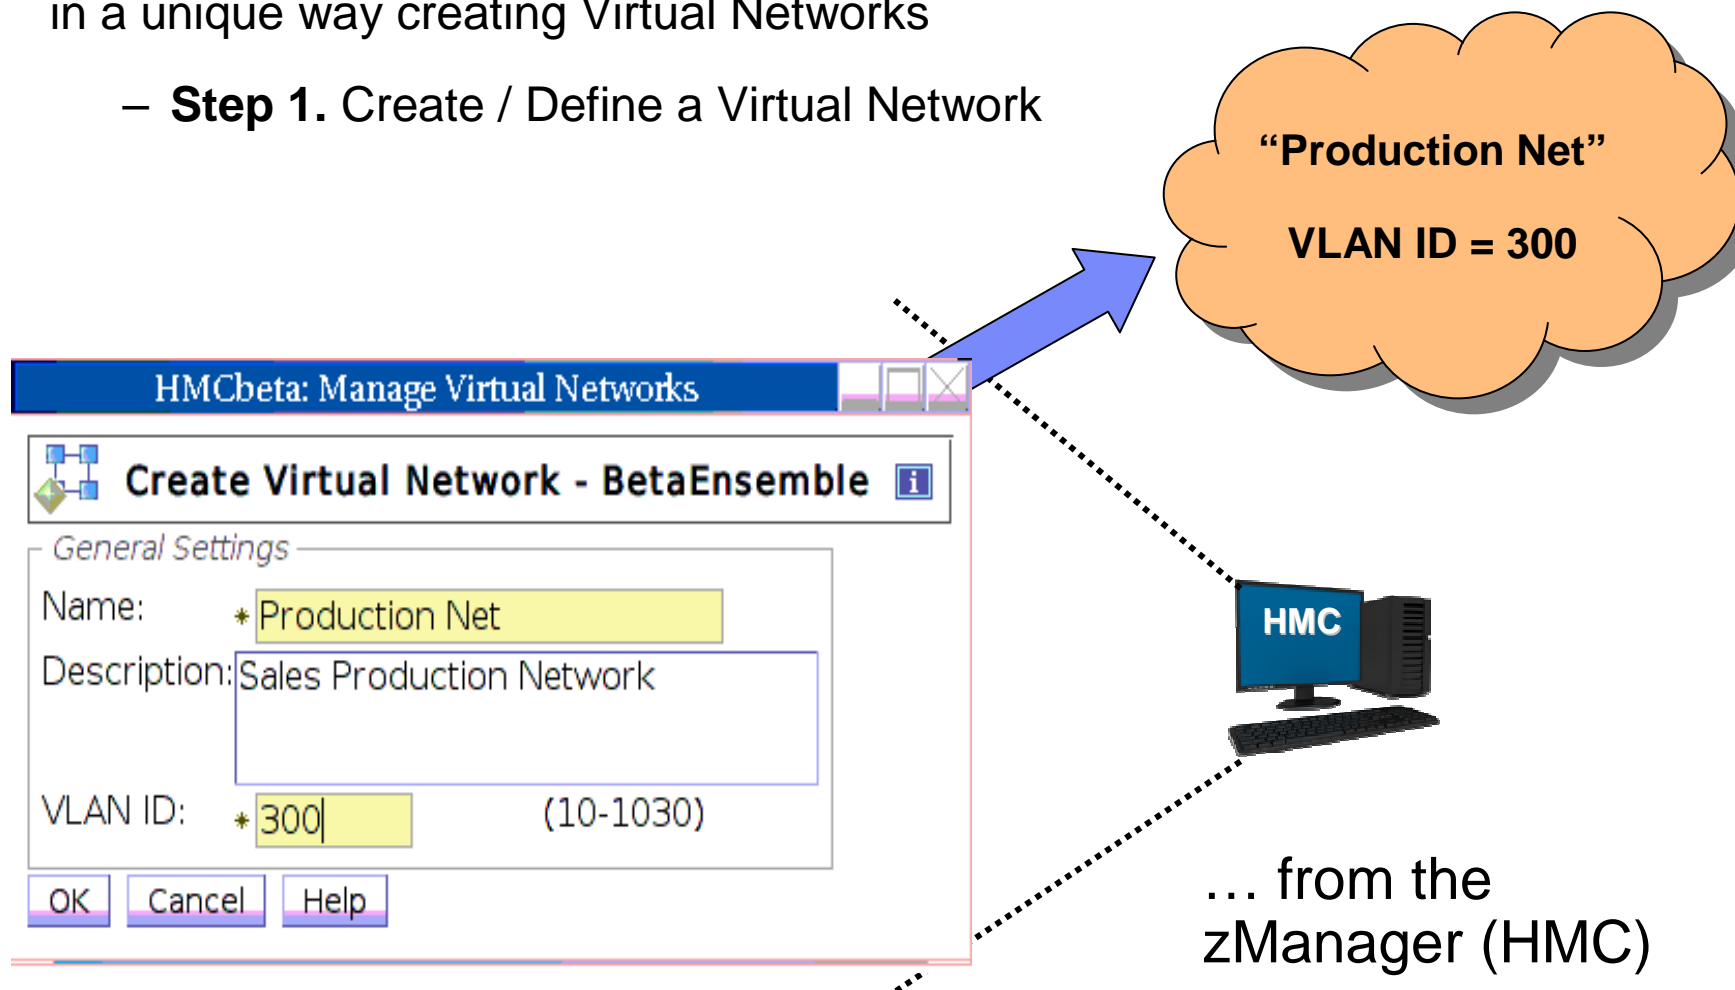 in a unique way creating Virtual Networks
– Step 1. Create / Define a Virtual Network
“Production Net”
VLAN ID = 300
HMCbeta: Manage Virtual Networks
Create Virtual Network - BetaEnsemble i
General Settings
Name: * Production Net
Description: Sales Production Network
VLAN ID: * 300 (10-1030)
OK Cancel Help
HMC
… from the
zManager (HMC)